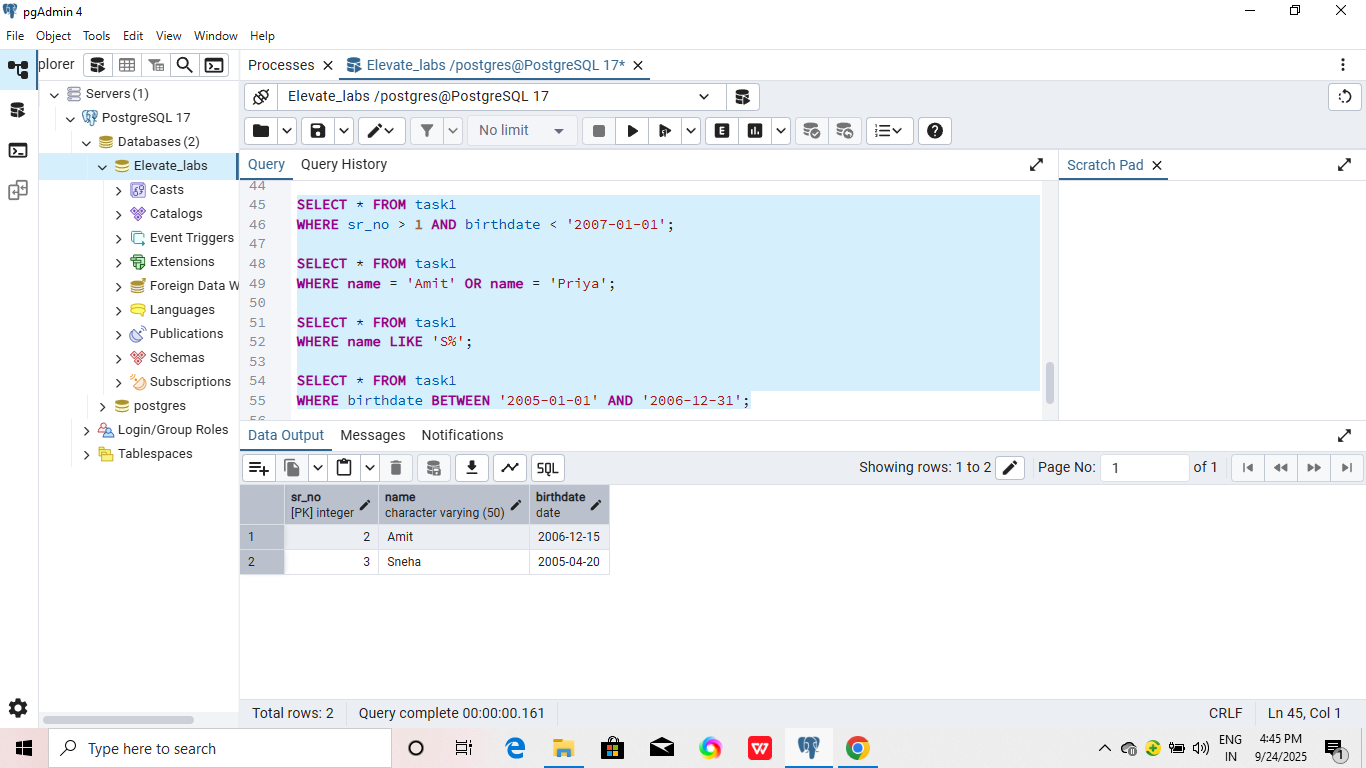 pgAdmin 4
File Object Tools Edit View Window Help
plorer
Processes
Elevate_labs /postgres@PostgreSQL 17*
Servers (1)
PostgreSQL 17
Databases (2)
Elevate_labs
Casts
Catalogs
Event Triggers
Extensions
Foreign Data W
Languages
Publications
Schemas
Subscriptions
postgres
Login/Group Roles
Tablespaces
Elevate_labs /postgres@PostgreSQL 17
No limit
E
Query Query History
Scratch Pad
44
45 SELECT * FROM task1
46 WHERE sr_no > 1 AND birthdate < '2007-01-01';
47
48 SELECT * FROM task1
49 WHERE name = 'Amit' OR name = 'Priya';
50
51 SELECT * FROM task1
52 WHERE name LIKE 'S%';
53
54 SELECT * FROM task1
55 WHERE birthdate BETWEEN '2005-01-01' AND '2006-12-31';
56
Data Output Messages Notifications
SQL
Showing rows: 1 to 2
Page No: 1 of 1
sr_no name birthdate
[PK] integer character varying (50) date
1 2 Amit 2006-12-15
2 3 Sneha 2005-04-20
Total rows: 2 Query complete 00:00:00.161 CRLF Ln 45, Col 1
Type here to search
W
ENG
IN
4:45 PM
9/24/2025
1